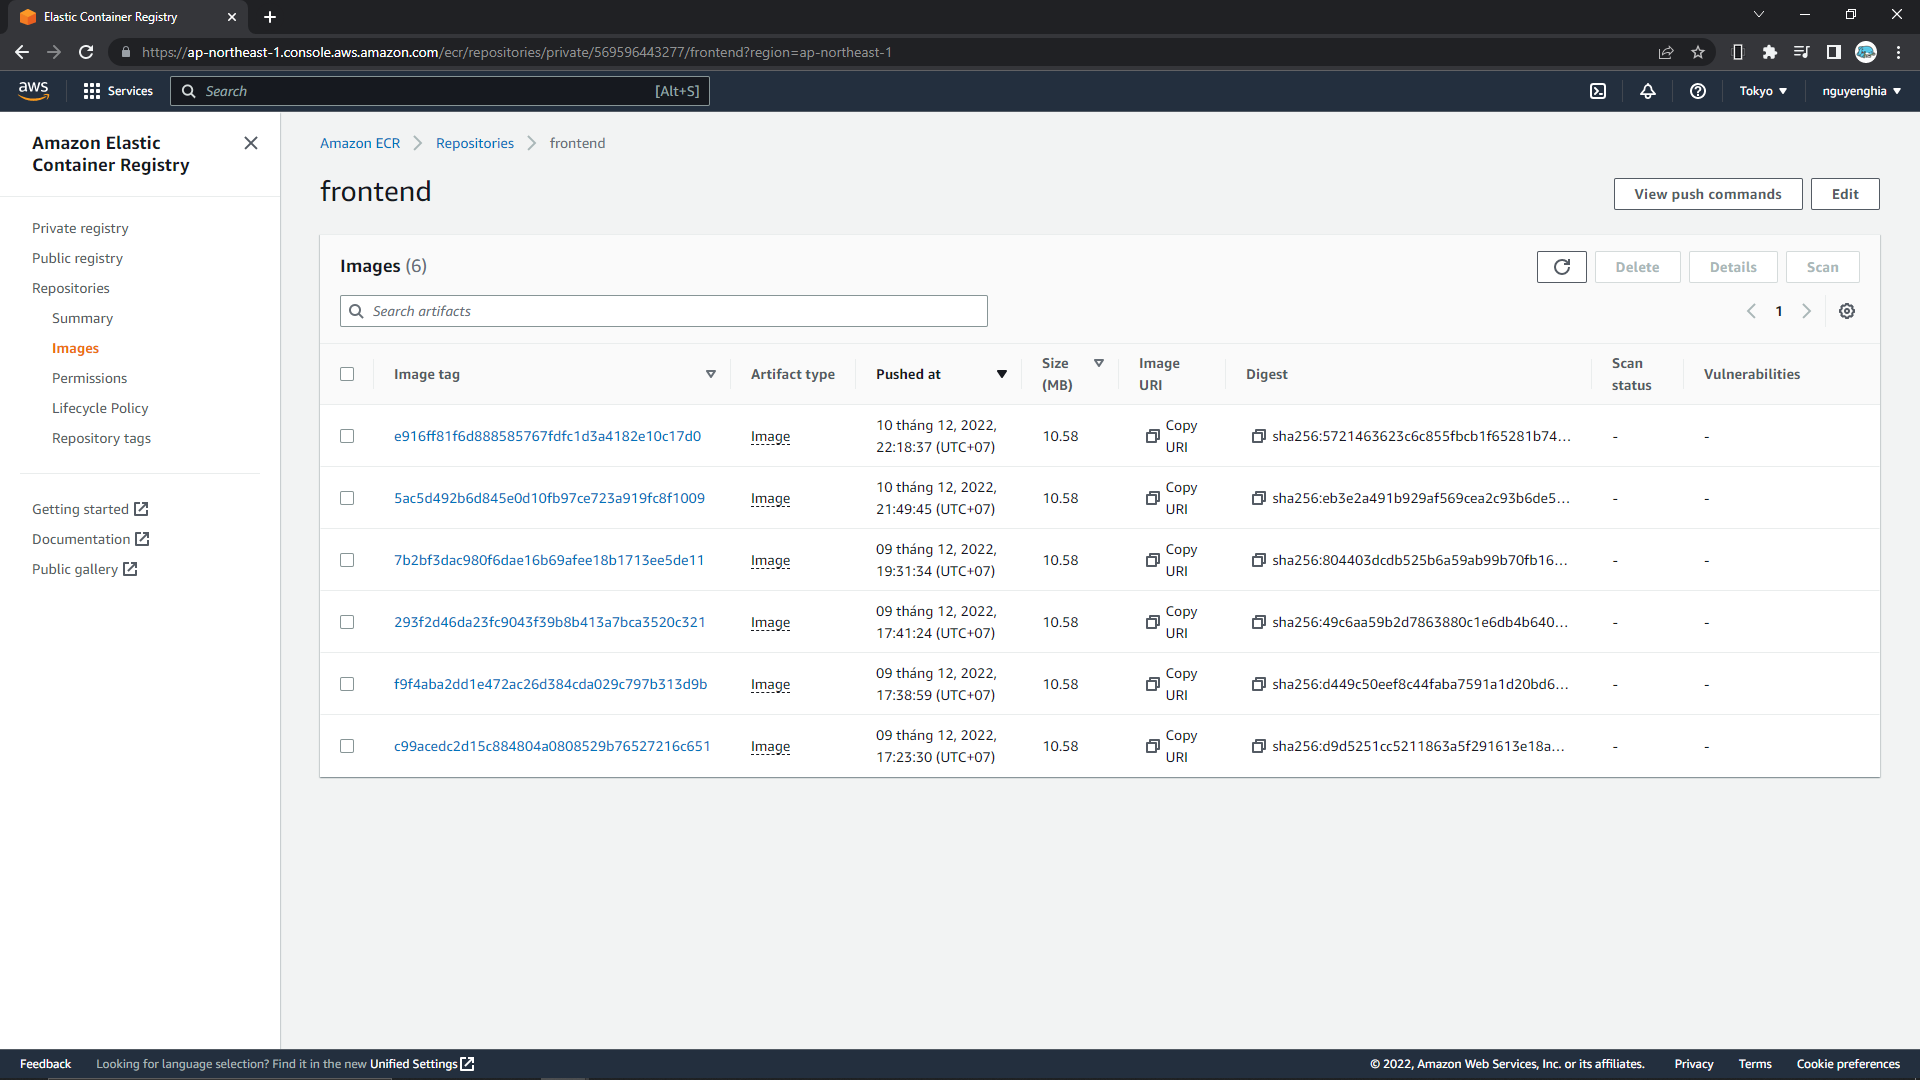 Elastic Container Registry
https://ap-northeast-1.console.aws.amazon.com/ecr/repositories/private/569596443277/frontend?region=ap-northeast-1
aws Services Search [Alt+S] Tokyo nguyenghia
Amazon Elastic
Container Registry
Private registry
Public registry
Repositories
Summary
Images
Permissions
Lifecycle Policy
Repository tags
Getting started
Documentation
Public gallery
Amazon ECR Repositories frontend
frontend
View push commands Edit
Images (6)
Delete Details Scan
Search artifacts
1
Image tag Artifact type Pushed at Size (MB) Image URI Digest Scan status Vulnerabilities
e916ff81f6d888585767fdfc1d3a4182e10c17d0 Image 10 tháng 12, 2022, 22:18:37 (UTC+07) 10.58 Copy URI sha256:5721463623c6c855fbcb1f65281b74... - -
5ac5d492b6d845e0d10fb97ce723a919fc8f1009 Image 10 tháng 12, 2022, 21:49:45 (UTC+07) 10.58 Copy URI sha256:eb3e2a491b929af569cea2c93b6de5... - -
7b2bf3dac980f6dae16b69afee18b1713ee5de11 Image 09 tháng 12, 2022, 19:31:34 (UTC+07) 10.58 Copy URI sha256:804403dcdb525b6a59ab99b70fb16... - -
293f2d46da23fc9043f39b8b413a7bca3520c321 Image 09 tháng 12, 2022, 17:41:24 (UTC+07) 10.58 Copy URI sha256:49c6aa59b2d7863880c1e6db4b640... - -
f9f4aba2dd1e472ac26d384cda029c797b313d9b Image 09 tháng 12, 2022, 17:38:59 (UTC+07) 10.58 Copy URI sha256:d449c50eef8c44faba7591a1d20bd6... - -
c99acedc2d15c884804a0808529b76527216c651 Image 09 tháng 12, 2022, 17:23:30 (UTC+07) 10.58 Copy URI sha256:d9d5251cc5211863a5f291613e18a... - -
Feedback Looking for language selection? Find it in the new Unified Settings © 2022, Amazon Web Services, Inc. or its affiliates. Privacy Terms Cookie preferences